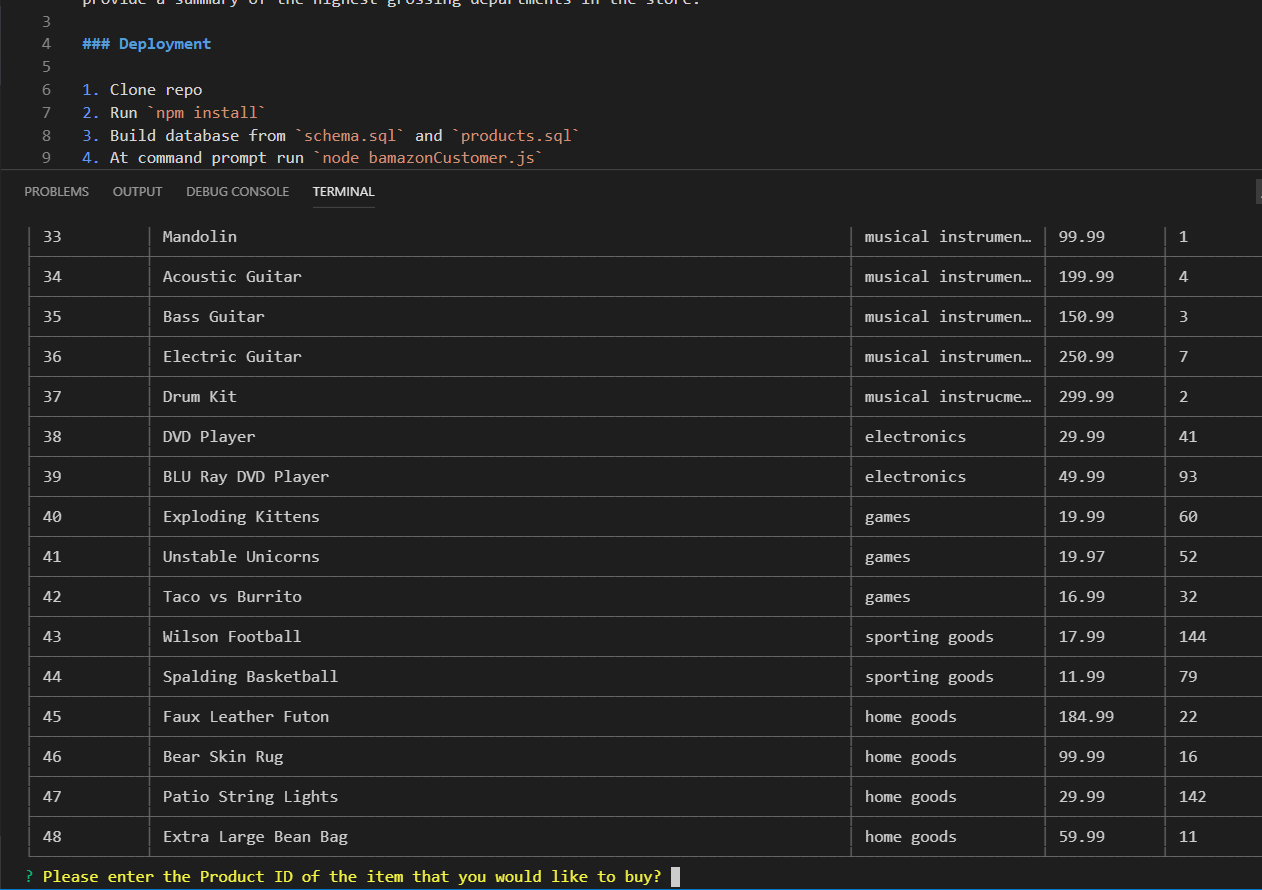 provide a summary of the highest grossing departments in the store.
3
4 ### Deployment
5
6 1. Clone repo
7 2. Run `npm install`
8 3. Build database from `schema.sql` and `products.sql`
9 4. At command prompt run `node bamazonCustomer.js`
PROBLEMS OUTPUT DEBUG CONSOLE TERMINAL
33 Mandolin musical instrumen… 99.99 1
34 Acoustic Guitar musical instrumen… 199.99 4
35 Bass Guitar musical instrumen… 150.99 3
36 Electric Guitar musical instrumen… 250.99 7
37 Drum Kit musical instrucme… 299.99 2
38 DVD Player electronics 29.99 41
39 BLU Ray DVD Player electronics 49.99 93
40 Exploding Kittens games 19.99 60
41 Unstable Unicorns games 19.97 52
42 Taco vs Burrito games 16.99 32
43 Wilson Football sporting goods 17.99 144
44 Spalding Basketball sporting goods 11.99 79
45 Faux Leather Futon home goods 184.99 22
46 Bear Skin Rug home goods 99.99 16
47 Patio String Lights home goods 29.99 142
48 Extra Large Bean Bag home goods 59.99 11
? Please enter the Product ID of the item that you would like to buy?